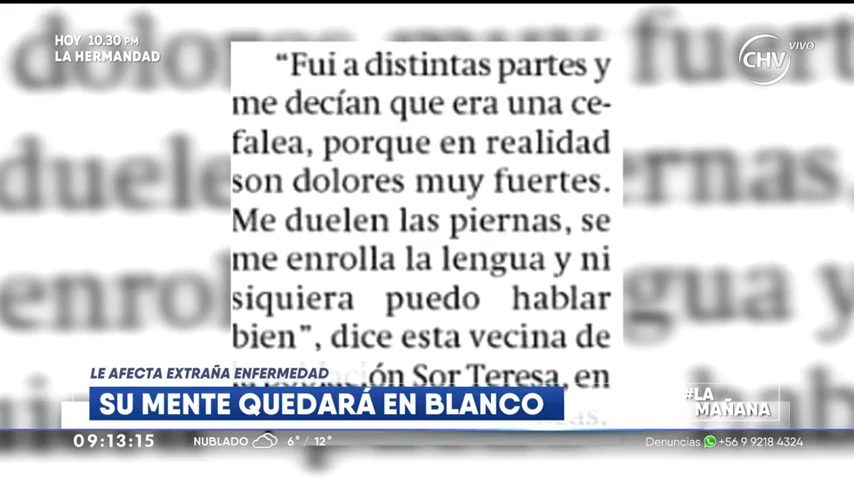 HOY 10.30 PM
LA HERMANDAD
CHV VIVO
“Fui a distintas partes y
me decían que era una ce-
falea, porque en realidad
son dolores muy fuertes.
Me duelen las piernas, se
me enrolla la lengua y ni
siquiera puedo hablar
bien”, dice esta vecina de
la población Sor Teresa, en
LE AFECTA EXTRAÑA ENFERMEDAD
SU MENTE QUEDARÁ EN BLANCO
#LA
MAÑANA
09:13:15 NUBLADO 6° / 12° Denuncias +56 9 9218 4324